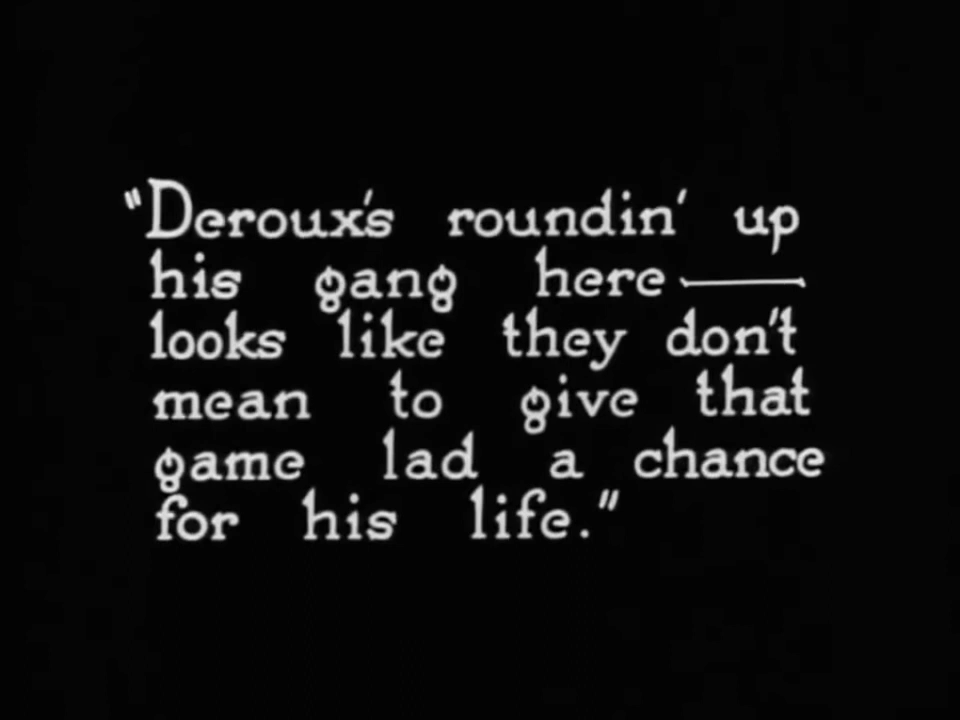 "Deroux's roundin' up
his gang here——
looks like they don't
mean to give that
game lad a chance
for his life."